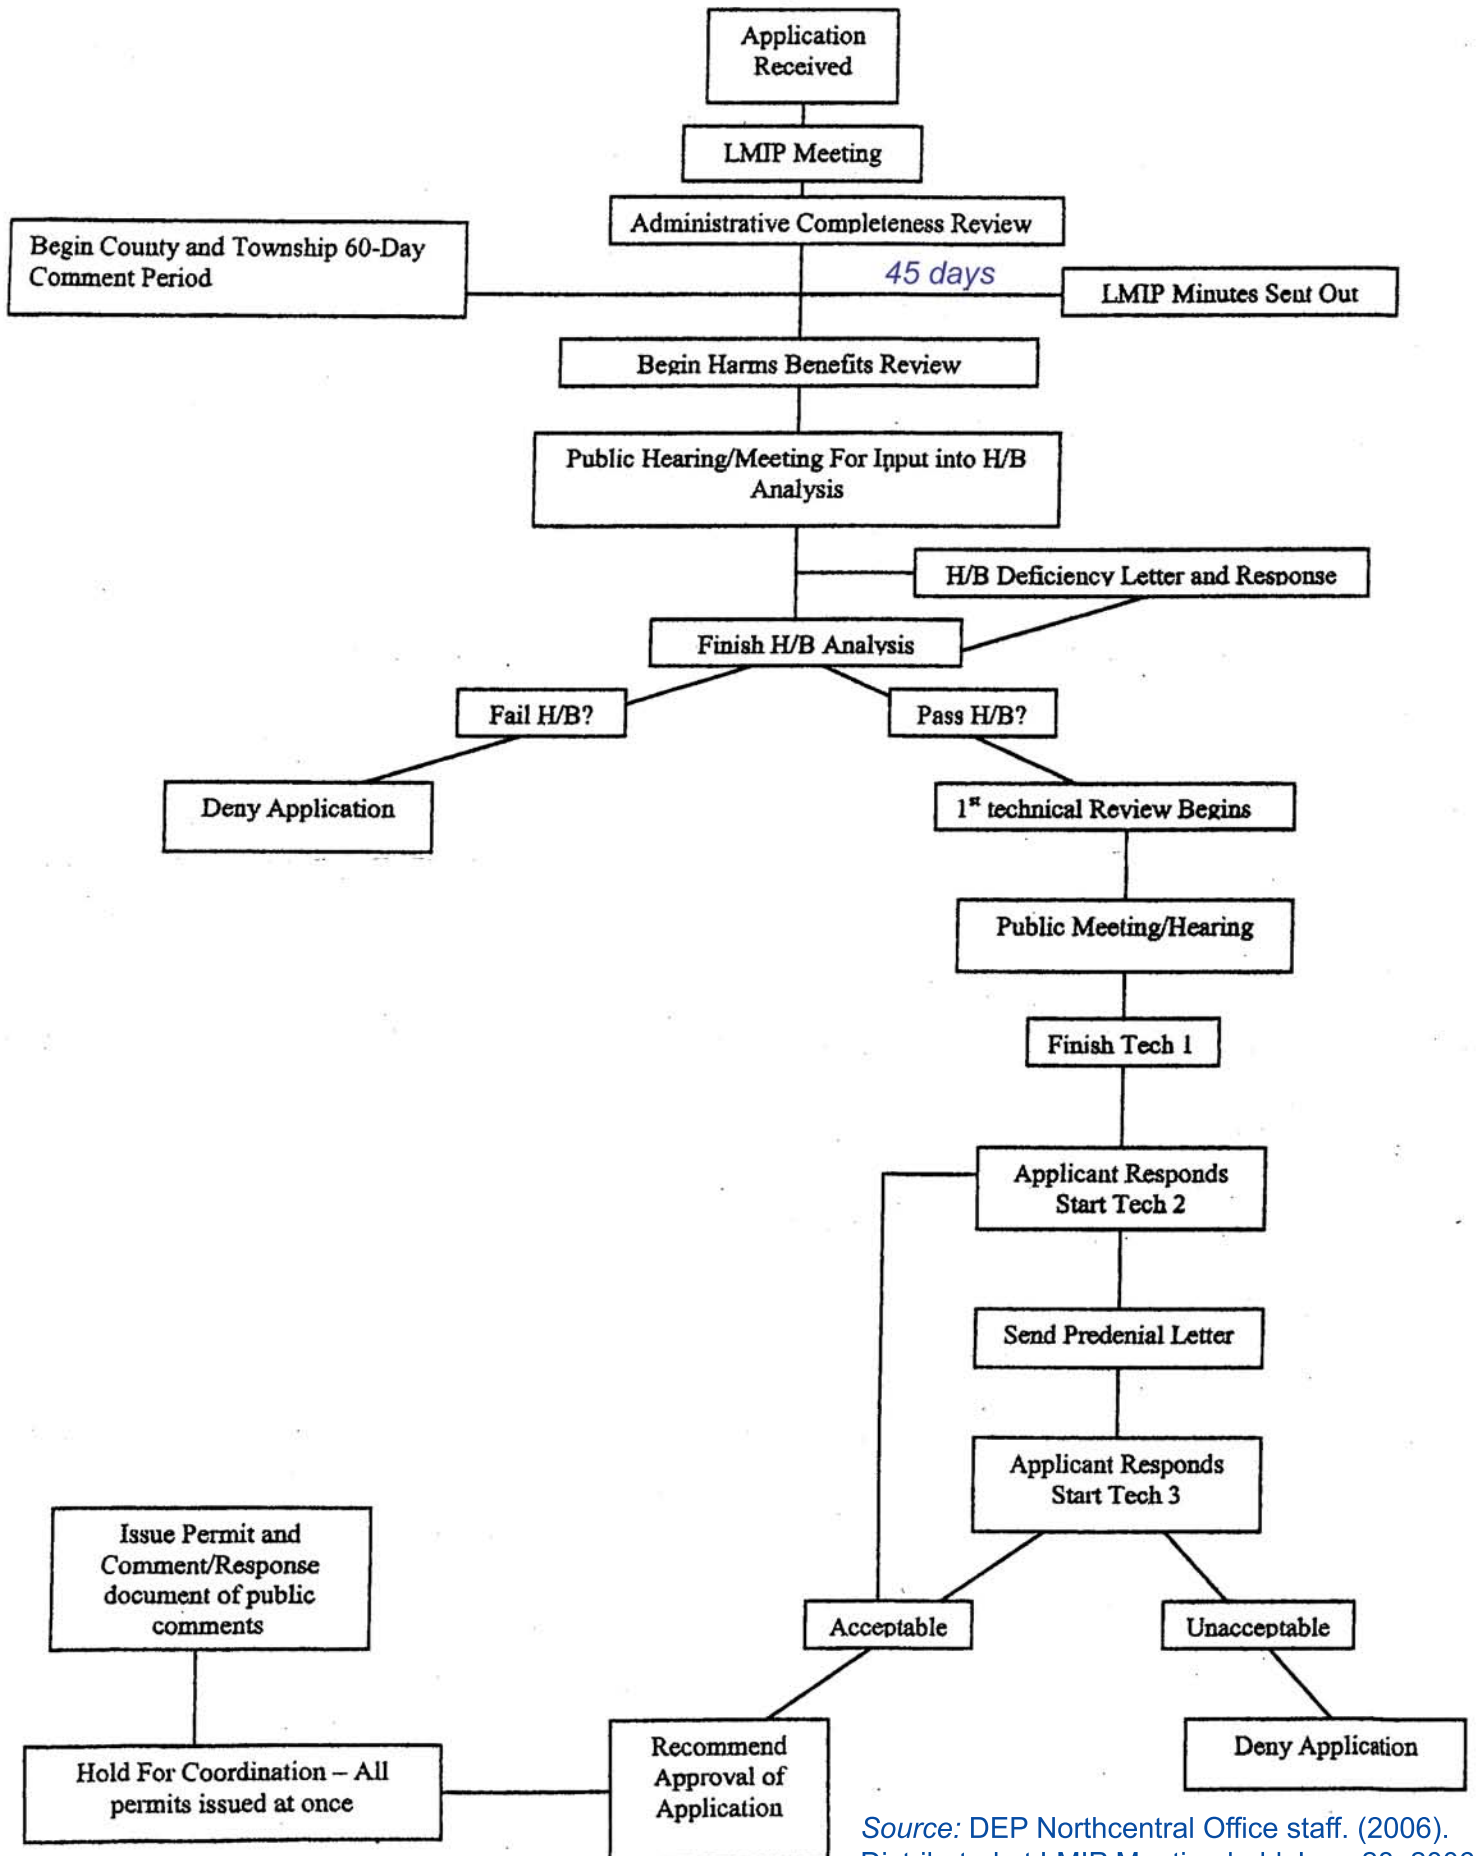 Application
Received
LMIP Meeting
Administrative Completeness Review
Begin County and Township 60-Day
Comment Period
45 days
LMIP Minutes Sent Out
Begin Harms Benefits Review
Public Hearing/Meeting For Input into H/B
Analysis
H/B Deficiency Letter and Response
Finish H/B Analysis
Fail H/B?
Pass H/B?
Deny Application
1st technical Review Begins
Public Meeting/Hearing
Finish Tech 1
Applicant Responds
Start Tech 2
Send Predenial Letter
Applicant Responds
Start Tech 3
Issue Permit and
Comment/Response
document of public
comments
Acceptable
Unacceptable
Hold For Coordination – All
permits issued at once
Recommend
Approval of
Application
Deny Application
Source: DEP Northcentral Office staff. (2006).